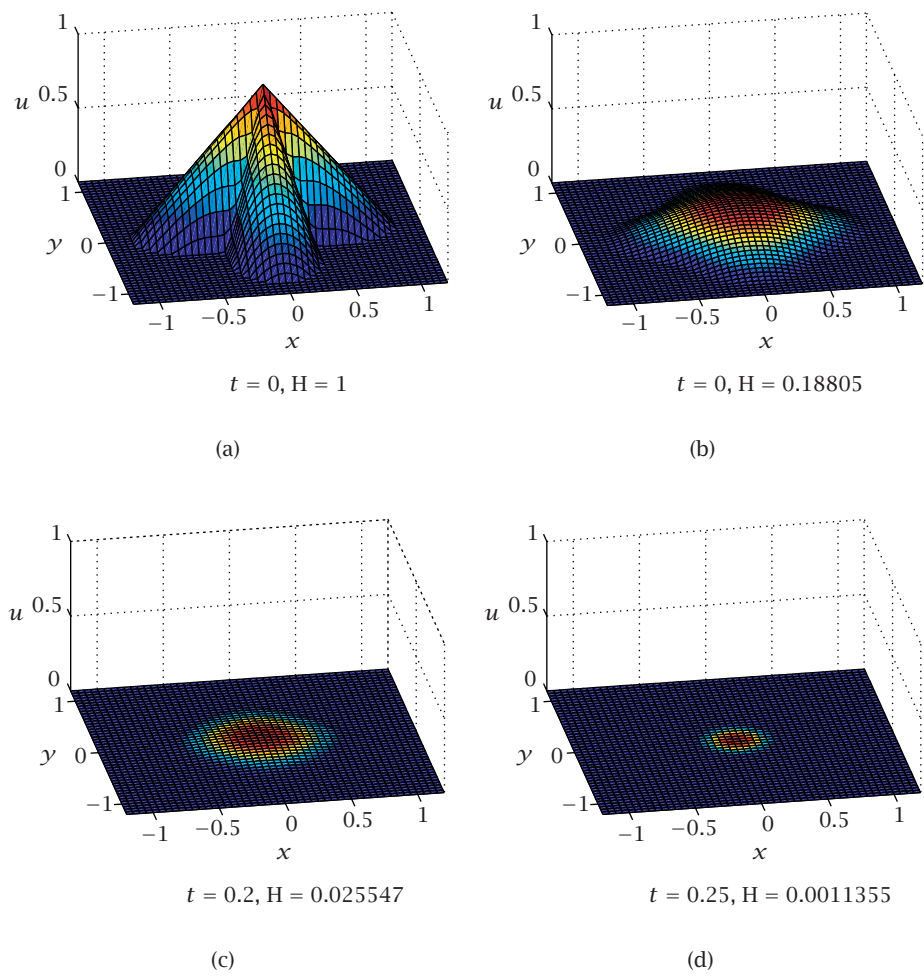 1
u 0.5
0
1
y 0
−1
−1 −0.5 0 0.5 1
x
t = 0, H = 1
(a)
1
u 0.5
0
1
y 0
−1
−1 −0.5 0 0.5 1
x
t = 0, H = 0.18805
(b)
1
u 0.5
0
1
y 0
−1
−1 −0.5 0 0.5 1
x
t = 0.2, H = 0.025547
(c)
1
u 0.5
0
1
y 0
−1
−1 −0.5 0 0.5 1
x
t = 0.25, H = 0.0011355
(d)